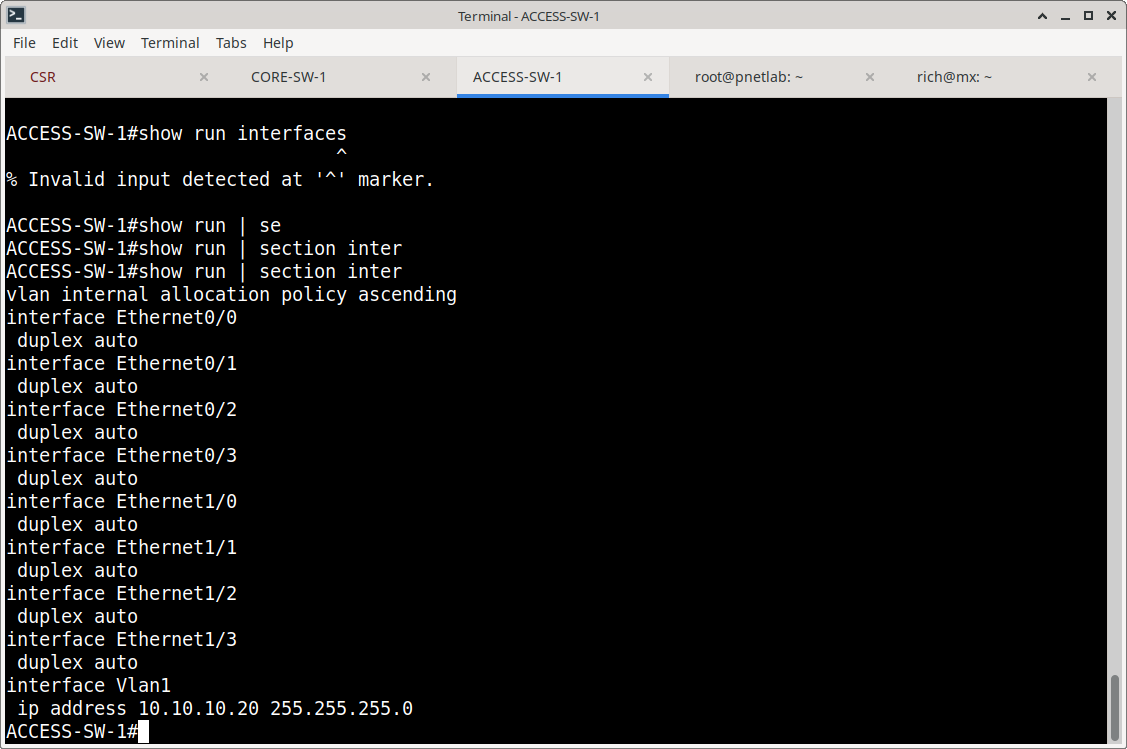 Terminal - ACCESS-SW-1
File Edit View Terminal Tabs Help
CSR CORE-SW-1 ACCESS-SW-1 root@pnetlab: ~ rich@mx: ~
ACCESS-SW-1#show run interfaces
^
% Invalid input detected at '^' marker.
ACCESS-SW-1#show run | se
ACCESS-SW-1#show run | section inter
ACCESS-SW-1#show run | section inter
vlan internal allocation policy ascending
interface Ethernet0/0
 duplex auto
interface Ethernet0/1
 duplex auto
interface Ethernet0/2
 duplex auto
interface Ethernet0/3
 duplex auto
interface Ethernet1/0
 duplex auto
interface Ethernet1/1
 duplex auto
interface Ethernet1/2
 duplex auto
interface Ethernet1/3
 duplex auto
interface Vlan1
 ip address 10.10.10.20 255.255.255.0
ACCESS-SW-1#